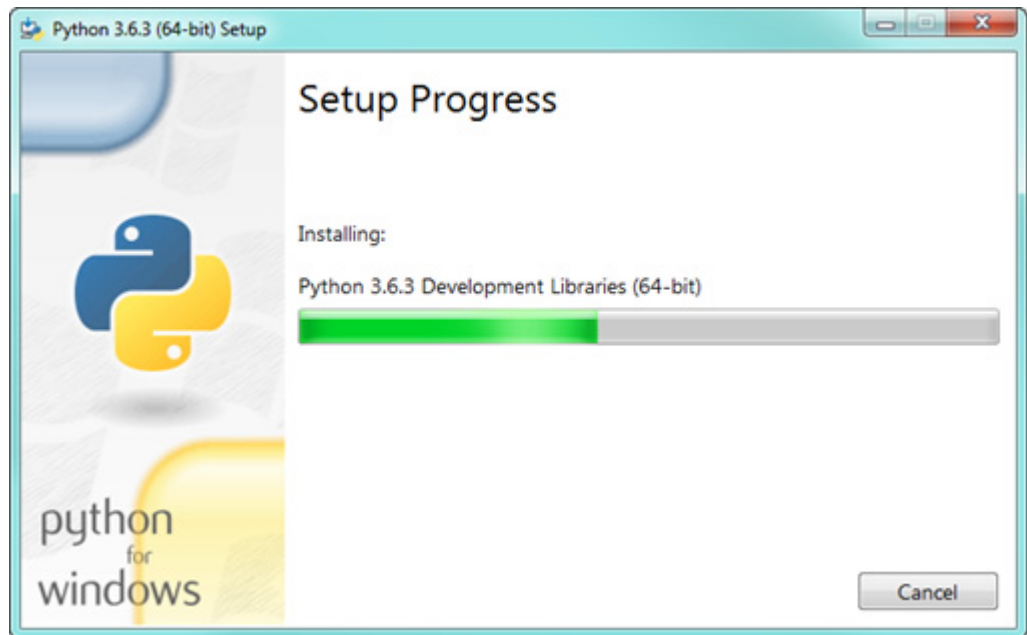 Python 3.6.3 (64-bit) Setup
Setup Progress
Installing:
Python 3.6.3 Development Libraries (64-bit)
python
for
windows
Cancel